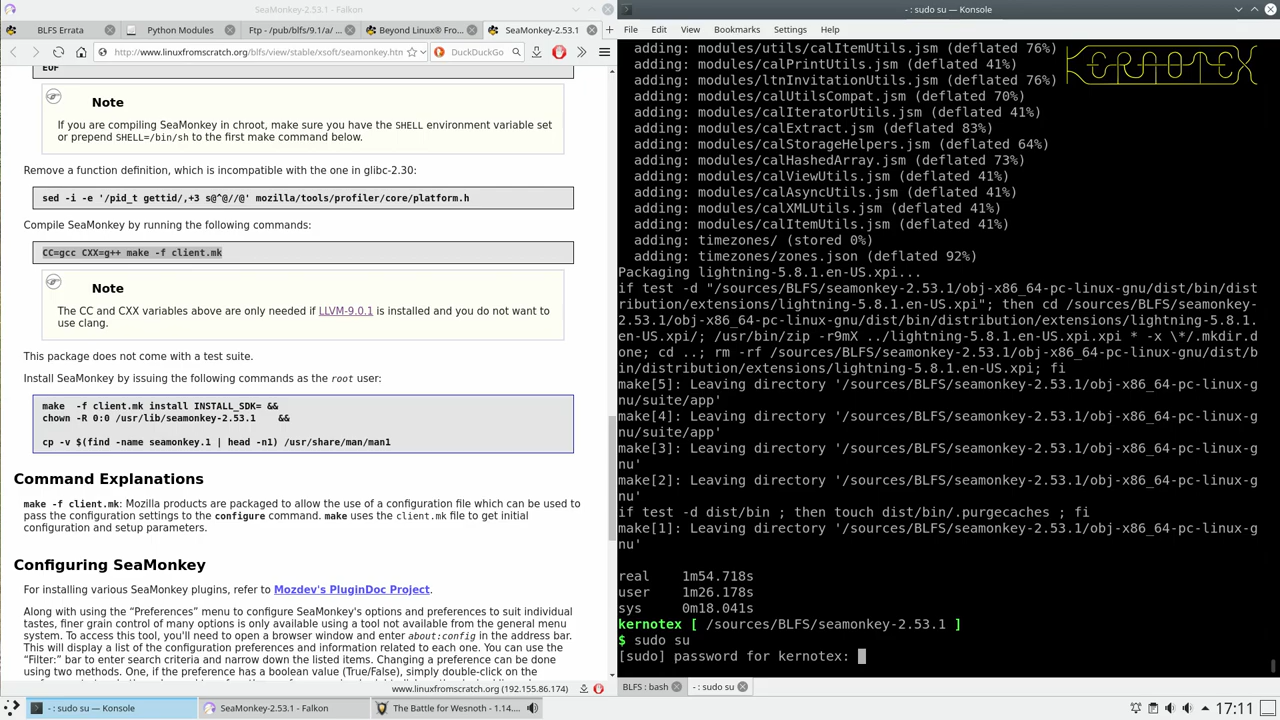 SeaMonkey-2.53.1 - Falkon
BLFS Errata
Python Modules
Ftp - /pub/blfs/9.1/a/
Beyond Linux® Fro...
SeaMonkey-2.53.1
http://www.linuxfromscratch.org/blfs/view/stable/xsoft/seamonkey.htm
DuckDuckGo
EOF
Note
If you are compiling SeaMonkey in chroot, make sure you have the SHELL environment variable set
or prepend SHELL=/bin/sh to the first make command below.
Remove a function definition, which is incompatible with the one in glibc-2.30:
sed -i -e '/pid_t gettid/,+3 s@^@//@' mozilla/tools/profiler/core/platform.h
Compile SeaMonkey by running the following commands:
CC=gcc CXX=g++ make -f client.mk
Note
The CC and CXX variables above are only needed if LLVM-9.0.1 is installed and you do not want to
use clang.
This package does not come with a test suite.
Install SeaMonkey by issuing the following commands as the root user:
make  -f client.mk install INSTALL_SDK= &&
chown -R 0:0 /usr/lib/seamonkey-2.53.1    &&
cp -v $(find -name seamonkey.1 | head -n1) /usr/share/man/man1
Command Explanations
make -f client.mk: Mozilla products are packaged to allow the use of a configuration file which can be used to
pass the configuration settings to the configure command. make uses the client.mk file to get initial
configuration and setup parameters.
Configuring SeaMonkey
For installing various SeaMonkey plugins, refer to Mozdev's PluginDoc Project.
Along with using the “Preferences” menu to configure SeaMonkey's options and preferences to suit individual
tastes, finer grain control of many options is only available using a tool not available from the general menu
system. To access this tool, you'll need to open a browser window and enter about:config in the address bar.
This will display a list of the configuration preferences and information related to each one. You can use the
“Filter:” bar to enter search criteria and narrow down the listed items. Changing a preference can be done
using two methods. One, if the preference has a boolean value (True/False), simply double-click on the
www.linuxfromscratch.org (192.155.86.174)
- : sudo su — Konsole
File Edit View Bookmarks Settings Help
KERNOTEX
adding: modules/utils/calItemUtils.jsm (deflated 76%)
adding: modules/calPrintUtils.jsm (deflated 41%)
adding: modules/ltnInvitationUtils.jsm (deflated 76%)
adding: modules/calUtilsCompat.jsm (deflated 70%)
adding: modules/calIteratorUtils.jsm (deflated 41%)
adding: modules/calExtract.jsm (deflated 83%)
adding: modules/calStorageHelpers.jsm (deflated 64%)
adding: modules/calHashedArray.jsm (deflated 73%)
adding: modules/calViewUtils.jsm (deflated 41%)
adding: modules/calAsyncUtils.jsm (deflated 41%)
adding: modules/calXMLUtils.jsm (deflated 41%)
adding: modules/calItemUtils.jsm (deflated 41%)
adding: timezones/ (stored 0%)
adding: timezones/zones.json (deflated 92%)
Packaging lightning-5.8.1.en-US.xpi...
if test -d "/sources/BLFS/seamonkey-2.53.1/obj-x86_64-pc-linux-gnu/dist/bin/dist
ribution/extensions/lightning-5.8.1.en-US.xpi"; then cd /sources/BLFS/seamonkey-
2.53.1/obj-x86_64-pc-linux-gnu/dist/bin/distribution/extensions/lightning-5.8.1.
en-US.xpi/; /usr/bin/zip -r9mX ../lightning-5.8.1.en-US.xpi.xpi * -x \*/.mkdir.d
one; cd ..; rm -rf /sources/BLFS/seamonkey-2.53.1/obj-x86_64-pc-linux-gnu/dist/b
in/distribution/extensions/lightning-5.8.1.en-US.xpi; fi
make[5]: Leaving directory '/sources/BLFS/seamonkey-2.53.1/obj-x86_64-pc-linux-g
nu/suite/app'
make[4]: Leaving directory '/sources/BLFS/seamonkey-2.53.1/obj-x86_64-pc-linux-g
nu/suite/app'
make[3]: Leaving directory '/sources/BLFS/seamonkey-2.53.1/obj-x86_64-pc-linux-g
nu'
make[2]: Leaving directory '/sources/BLFS/seamonkey-2.53.1/obj-x86_64-pc-linux-g
nu'
if test -d dist/bin ; then touch dist/bin/.purgecaches ; fi
make[1]: Leaving directory '/sources/BLFS/seamonkey-2.53.1/obj-x86_64-pc-linux-g
nu'
real    1m54.718s
user    1m26.178s
sys     0m18.041s
kernotex [ /sources/BLFS/seamonkey-2.53.1 ]
$ sudo su
[sudo] password for kernotex:
BLFS : bash
- : sudo su
- : sudo su — Konsole
SeaMonkey-2.53.1 - Falkon
The Battle for Wesnoth - 1.14....
17:11